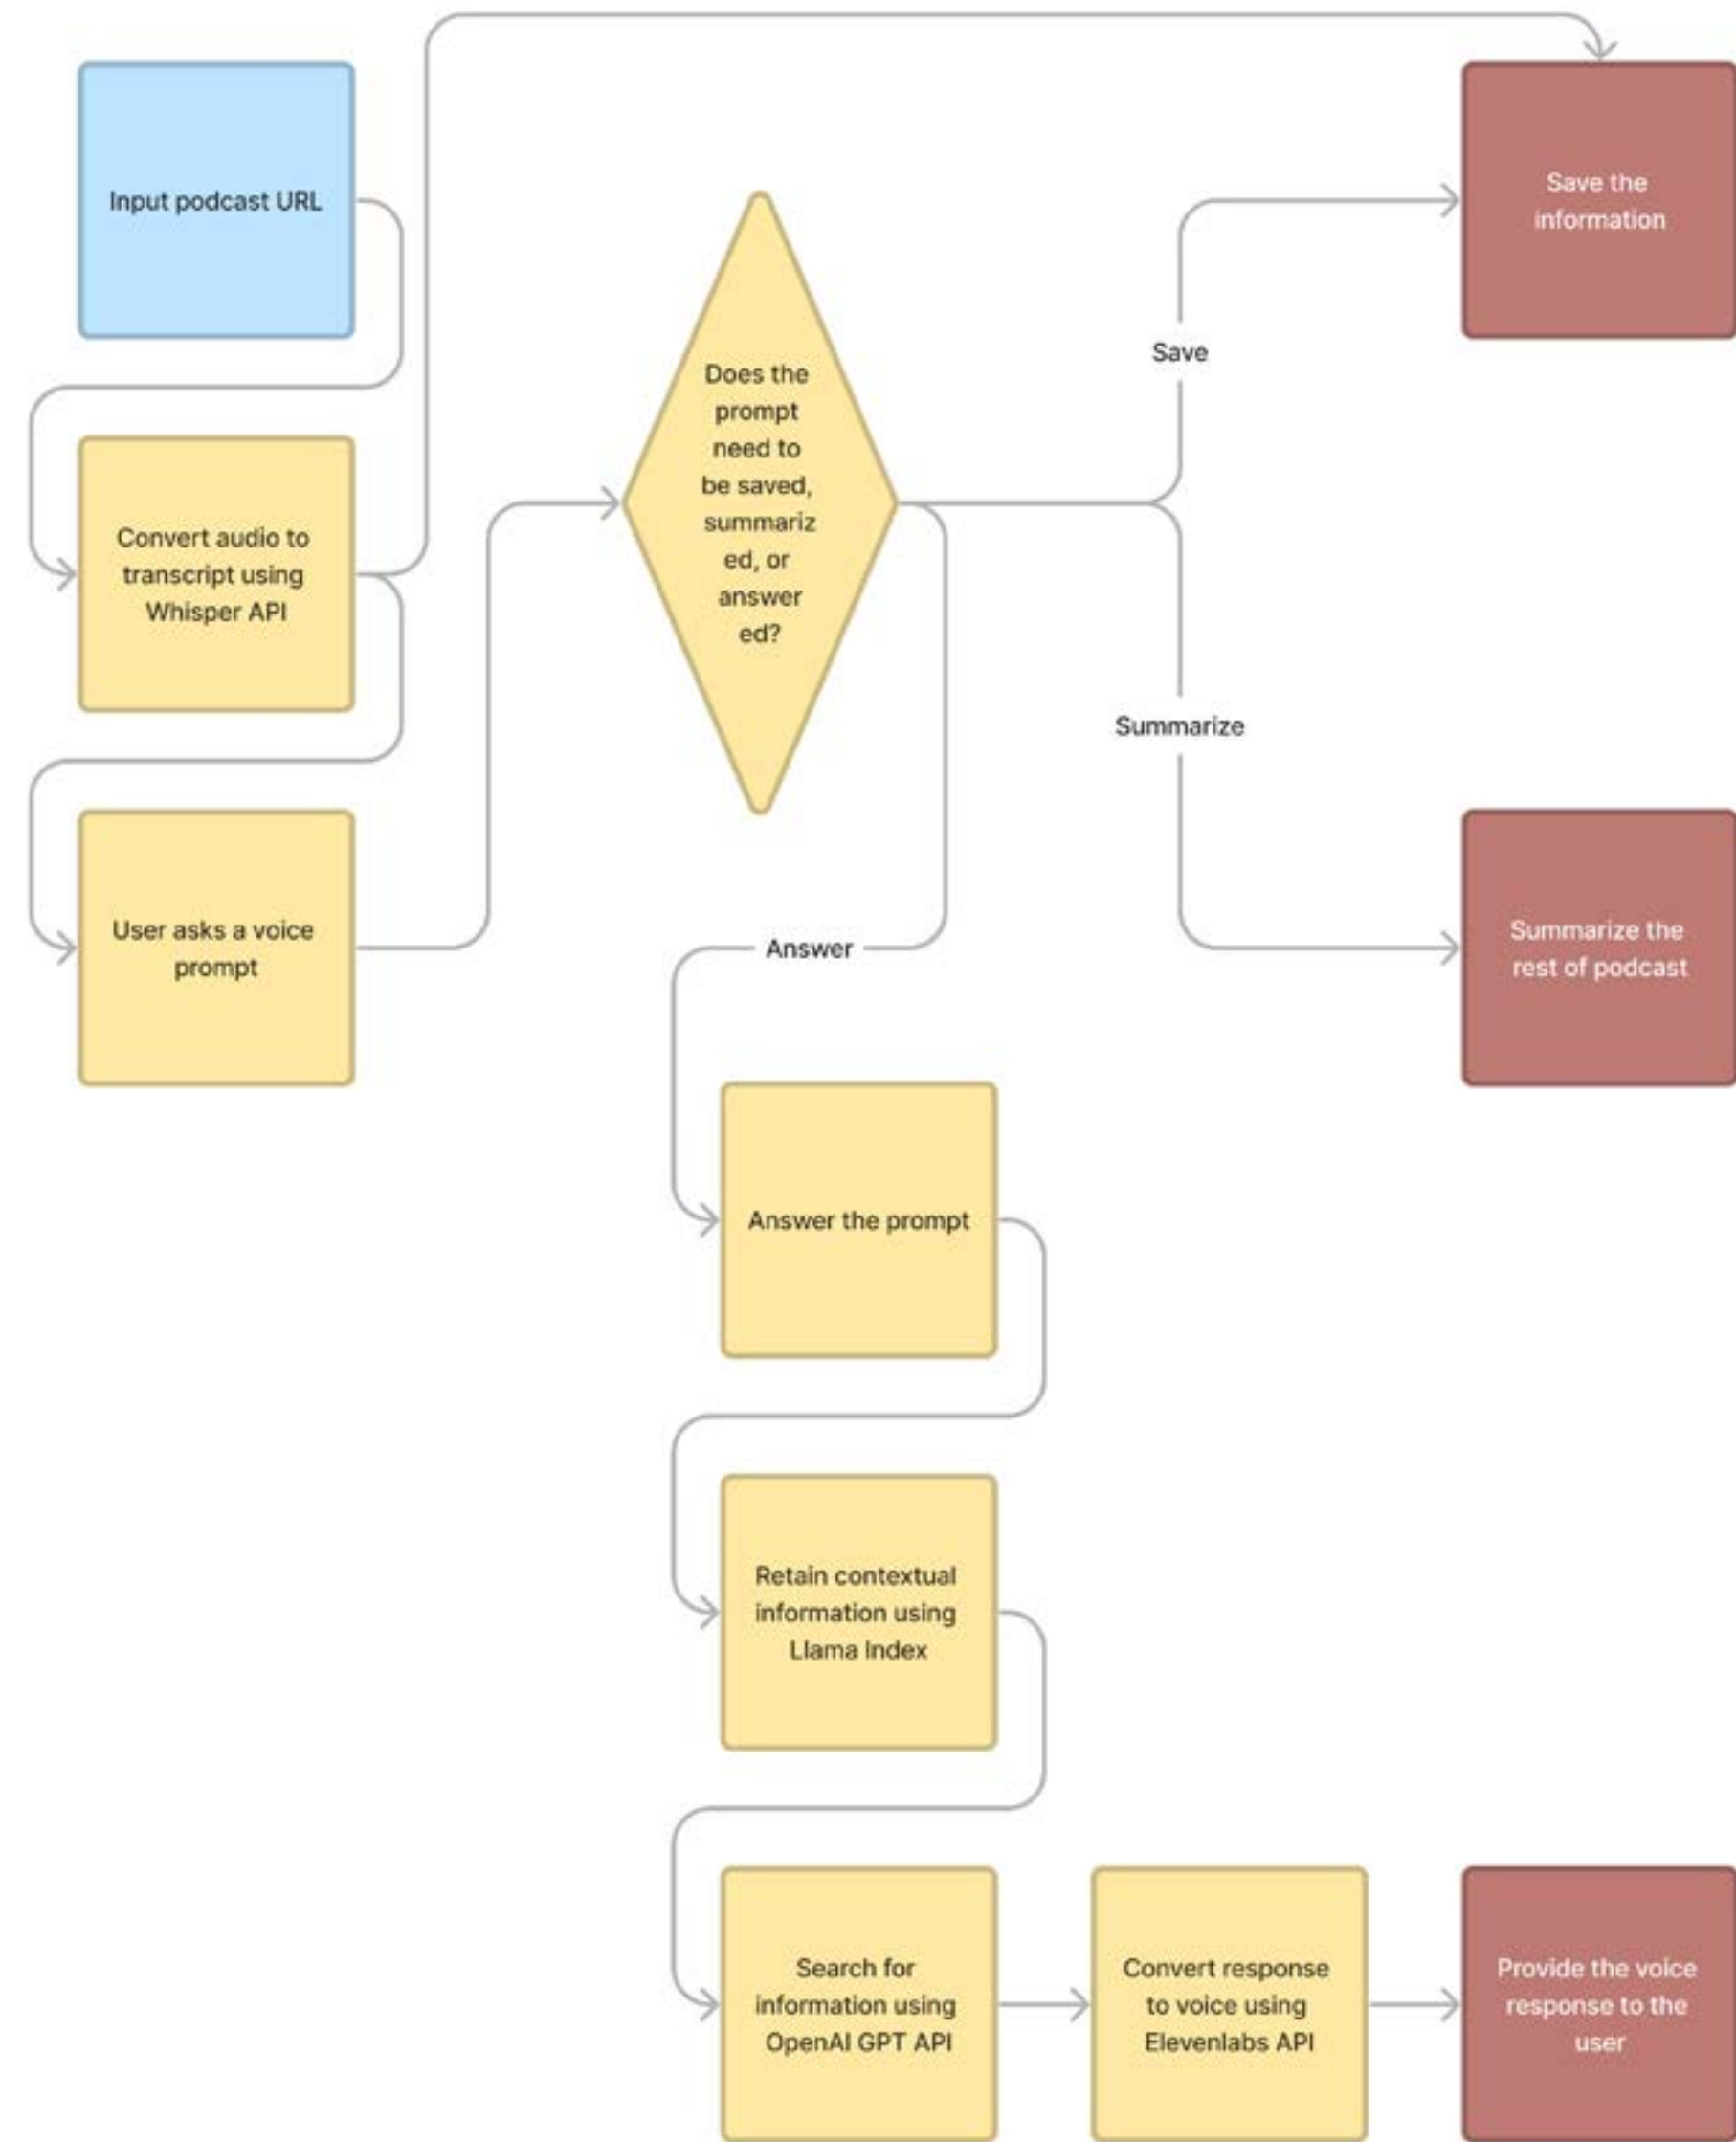 Input podcast URL
Convert audio to
transcript using
Whisper API
User asks a voice
prompt
Does the
prompt
need to
be saved,
summariz
ed, or
answer
ed?
Save
Save the
information
Summarize
Summarize the
rest of podcast
Answer
Answer the prompt
Retain contextual
information using
Llama Index
Search for
information using
OpenAI GPT API
Convert response
to voice using
Elevenlabs API
Provide the voice
response to the
user